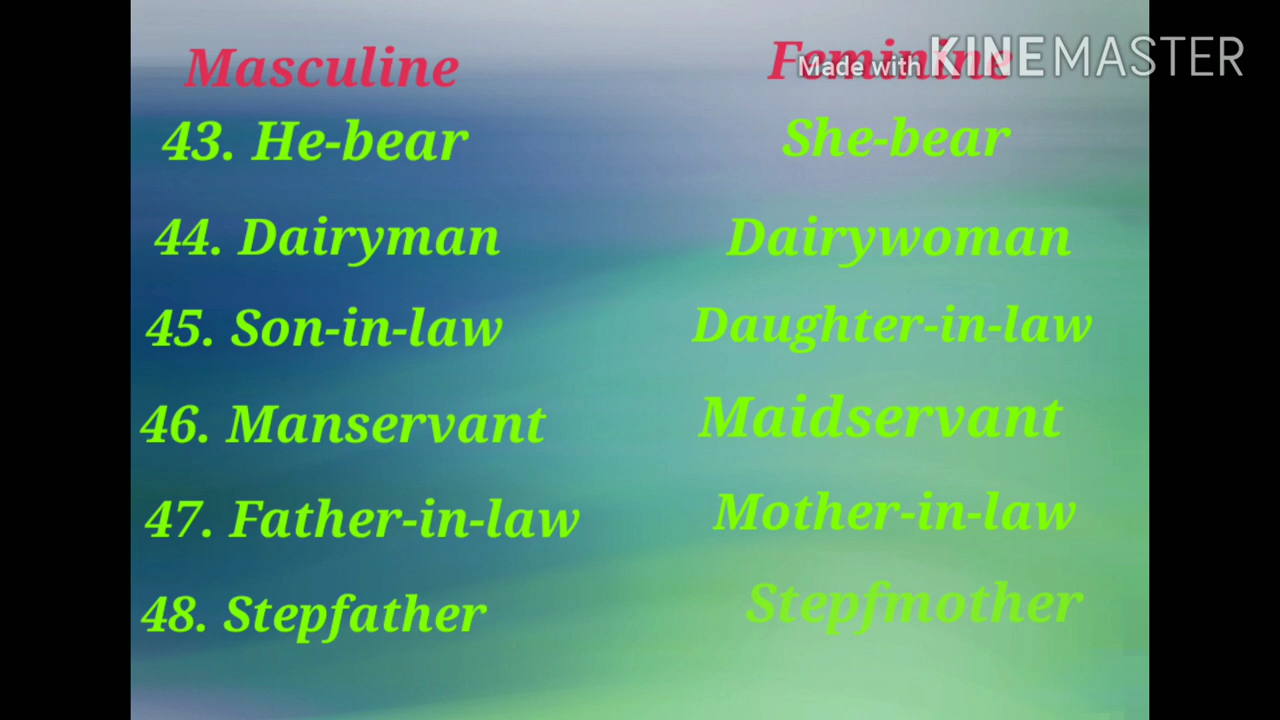 Masculine Feminine
Made with KINEMASTER
43. He-bear She-bear
44. Dairyman Dairywoman
45. Son-in-law Daughter-in-law
46. Manservant Maidservant
47. Father-in-law Mother-in-law
48. Stepfather Stepfmother